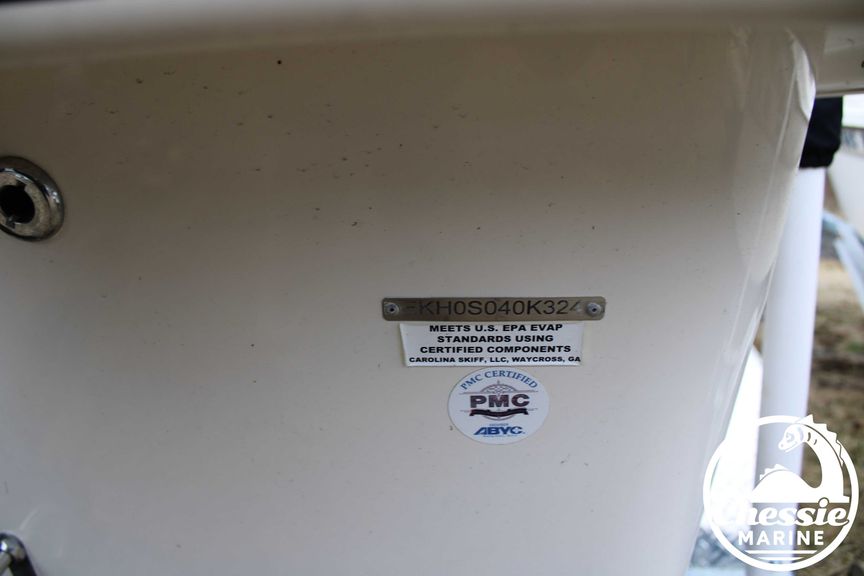 -KH0S040K324
MEETS U.S. EPA EVAP
STANDARDS USING
CERTIFIED COMPONENTS
CAROLINA SKIFF, LLC, WAYCROSS, GA
PMC CERTIFIED
PMC
ABYC
Chessie
MARINE